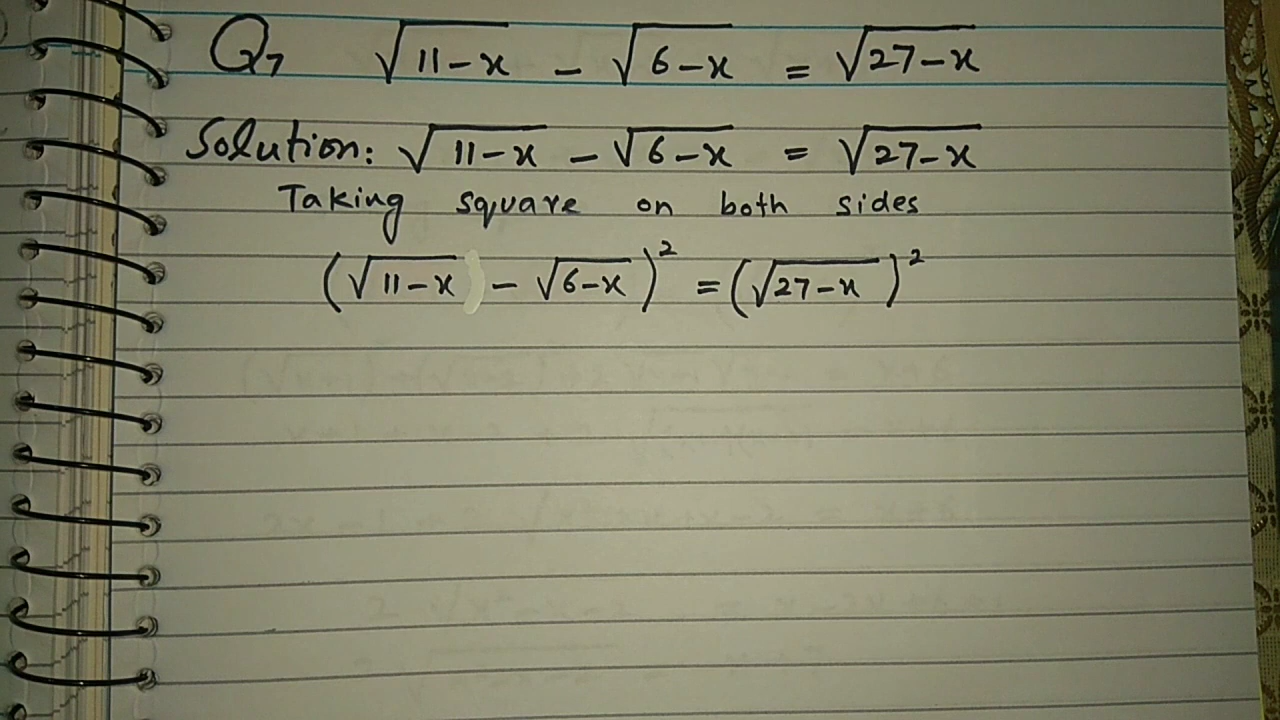 Q7 √11-x - √6-x = √27-x
Solution: √11-x - √6-x = √27-x
Taking square on both sides
(√11-x - √6-x)² = (√27-x)²